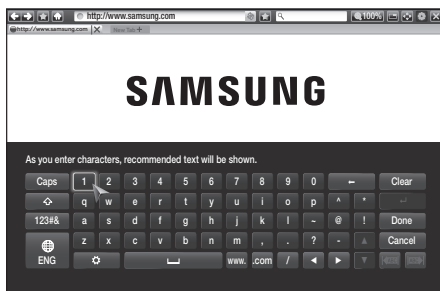 http://www.samsung.com 100%
http://www.samsung.com New Tab +
SAMSUNG
As you enter characters, recommended text will be shown.
Caps 1 2 3 4 5 6 7 8 9 0 ← Clear
q w e r t y u i o p ^ *
123#& a s d f g h j k l ~ @ ! Done
z x c v b n m , . ? - Cancel
ENG www. .com /